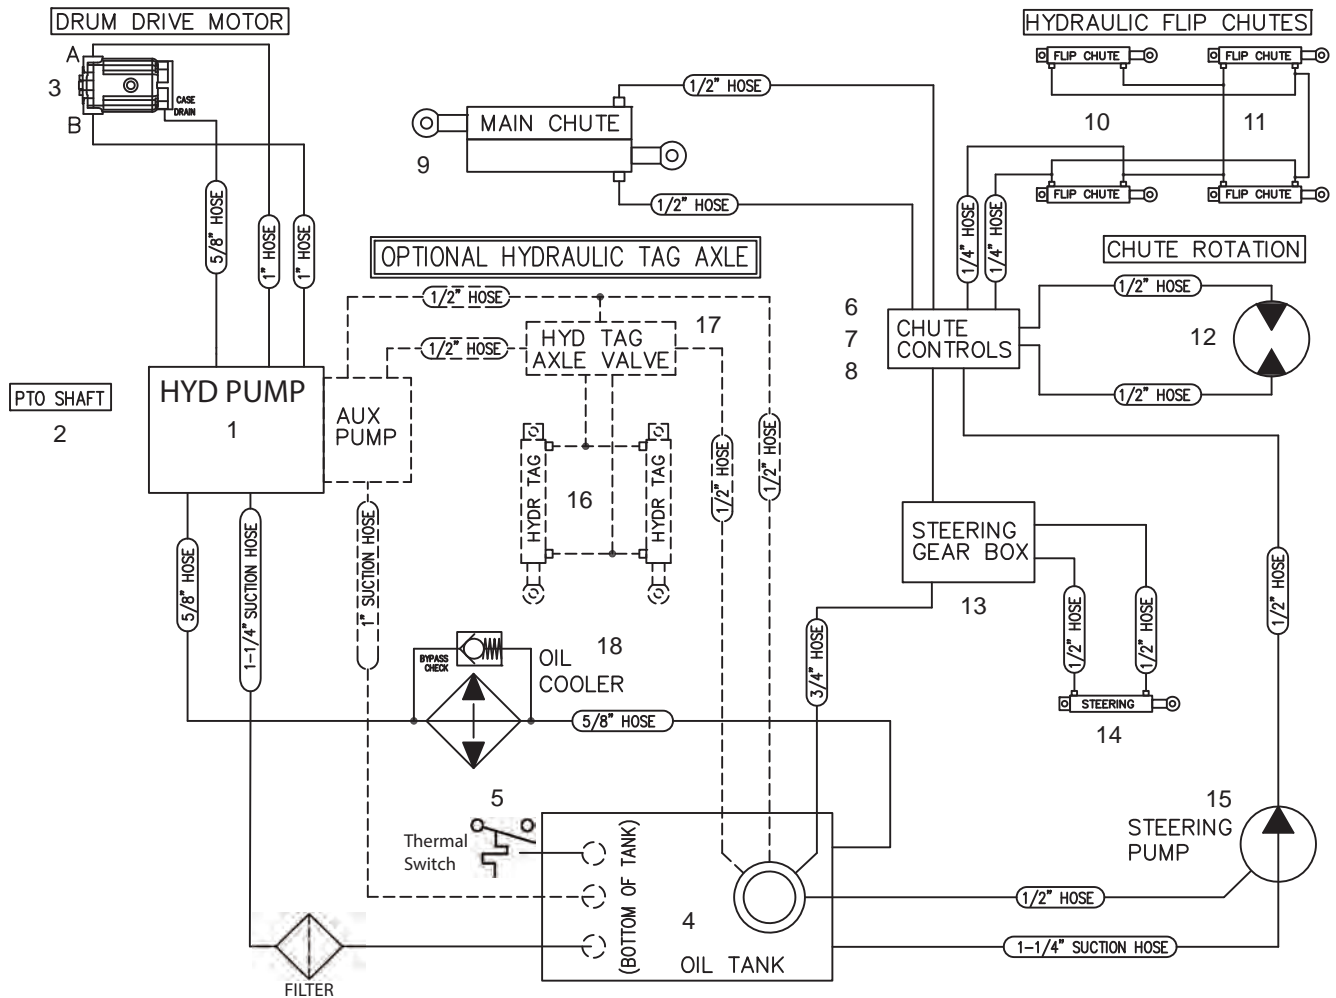 DRUM DRIVE MOTOR
HYDRAULIC FLIP CHUTES
A
3
B
CASE
DRAIN
5/8" HOSE
1" HOSE
1" HOSE
9
MAIN CHUTE
1/2" HOSE
1/2" HOSE
FLIP CHUTE
FLIP CHUTE
10
11
FLIP CHUTE
FLIP CHUTE
1/4" HOSE
1/4" HOSE
OPTIONAL HYDRAULIC TAG AXLE
CHUTE ROTATION
1/2" HOSE
12
1/2" HOSE
6
7
8
CHUTE
CONTROLS
1/2" HOSE
1/2" HOSE
HYD TAG
AXLE VALVE
17
PTO SHAFT
2
HYD PUMP
1
AUX
PUMP
HYDR TAG
16
HYDR TAG
1/2" HOSE
1/2" HOSE
STEERING
GEAR BOX
13
5/8" HOSE
1-1/4" SUCTION HOSE
1" SUCTION HOSE
1/2" HOSE
1/2" HOSE
1/2" HOSE
3/4" HOSE
18
BYPASS
CHECK
OIL
COOLER
5/8" HOSE
STEERING
14
5
Thermal
Switch
15
STEERING
PUMP
(BOTTOM OF TANK)
4
OIL TANK
1/2" HOSE
1-1/4" SUCTION HOSE
FILTER